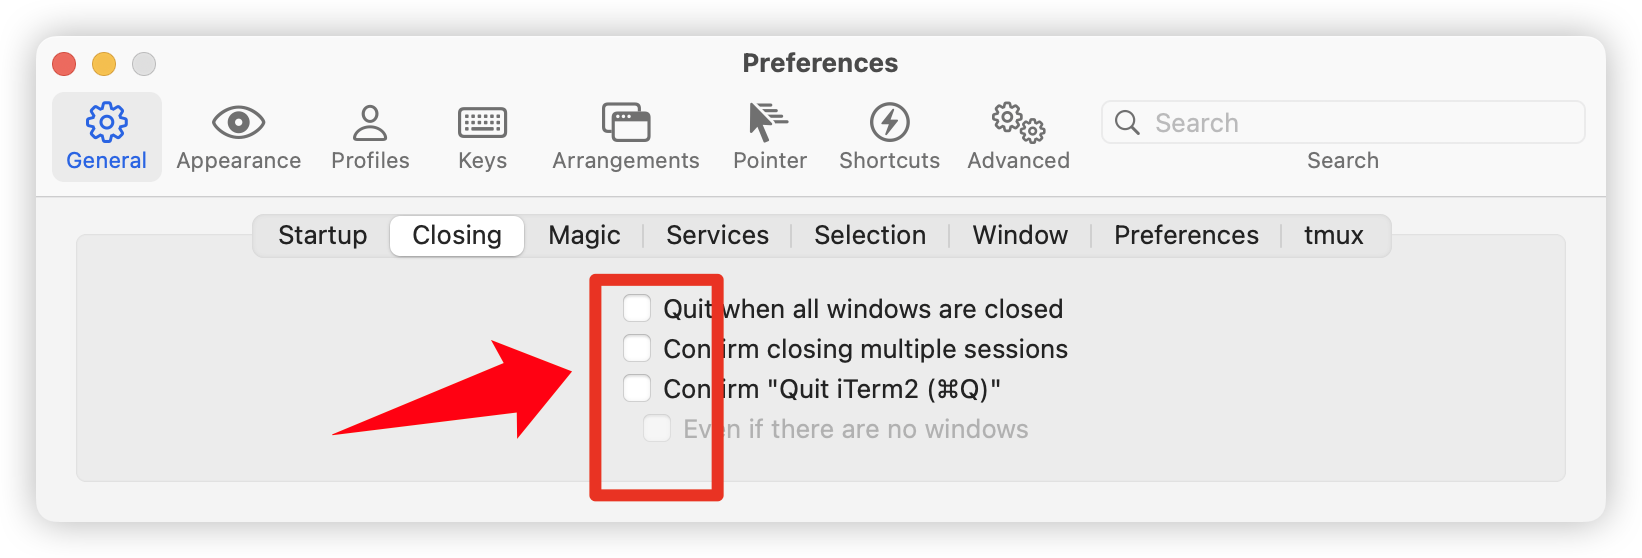 Preferences
General Appearance Profiles Keys Arrangements Pointer Shortcuts Advanced Search
Search
Startup Closing Magic Services Selection Window Preferences tmux
Quit when all windows are closed
Confirm closing multiple sessions
Confirm "Quit iTerm2 (⌘Q)"
Even if there are no windows